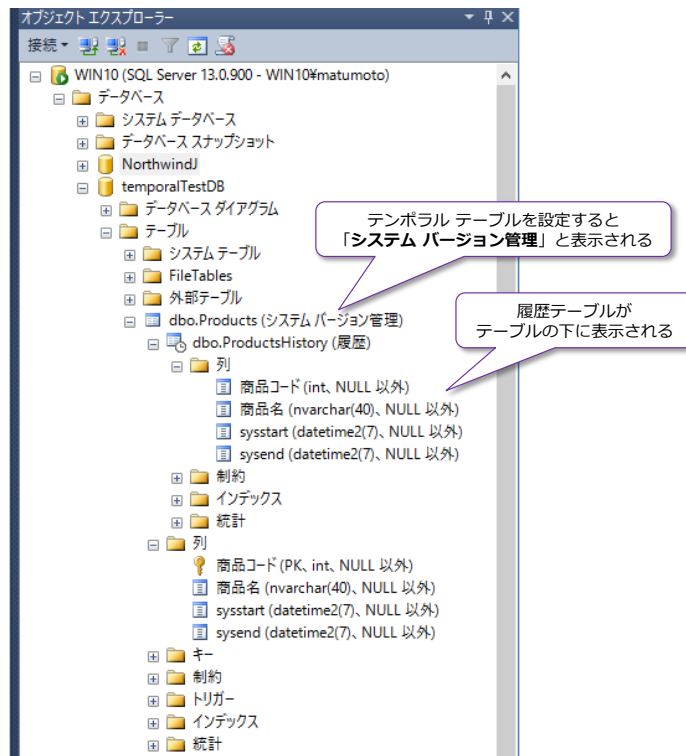 オブジェクト エクスプローラー
接続
WIN10 (SQL Server 13.0.900 - WIN10¥matumoto)
データベース
システム データベース
データベース スナップショット
NorthwindJ
temporalTestDB
データベース ダイアグラム
テンポラル テーブルを設定すると
「システム バージョン管理」と表示される
テーブル
システム テーブル
FileTables
外部テーブル
dbo.Products (システム バージョン管理)
履歴テーブルが
テーブルの下に表示される
dbo.ProductsHistory (履歴)
列
商品コード (int、NULL 以外)
商品名 (nvarchar(40)、NULL 以外)
sysstart (datetime2(7)、NULL 以外)
sysend (datetime2(7)、NULL 以外)
制約
インデックス
統計
列
商品コード (PK、int、NULL 以外)
商品名 (nvarchar(40)、NULL 以外)
sysstart (datetime2(7)、NULL 以外)
sysend (datetime2(7)、NULL 以外)
キー
制約
トリガー
インデックス
統計